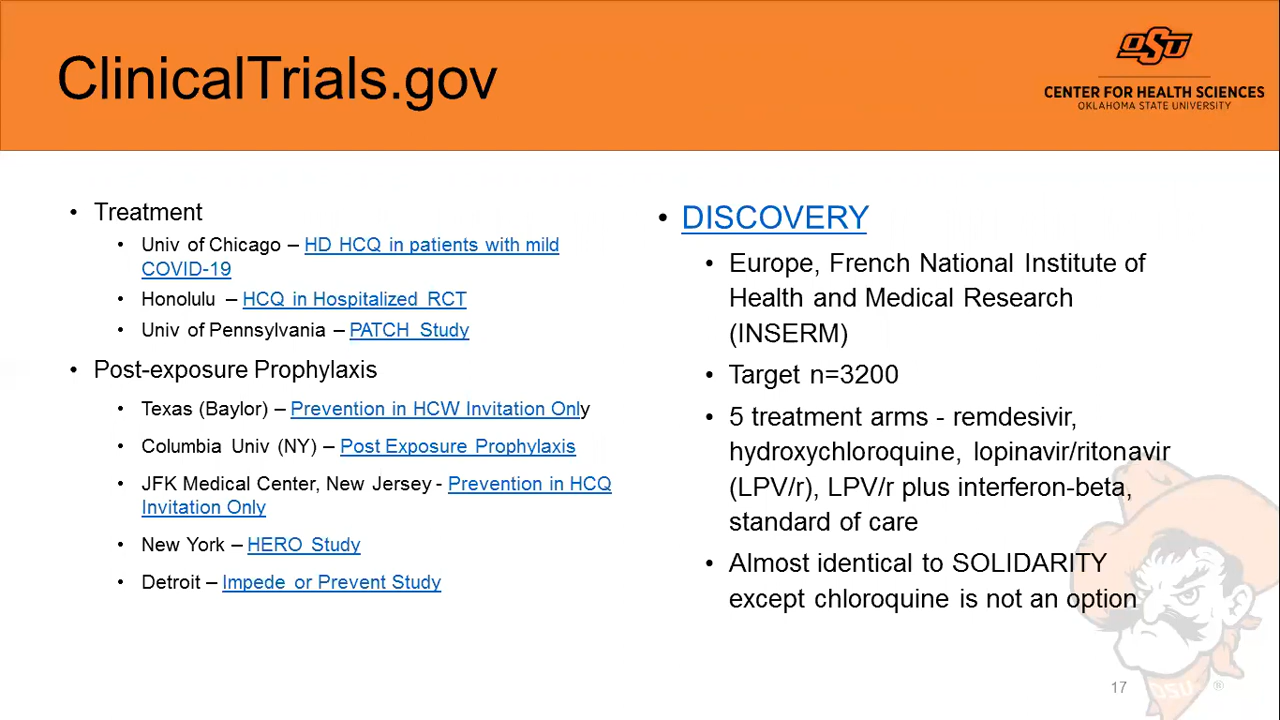 ClinicalTrials.gov
OSU
CENTER FOR HEALTH SCIENCES
OKLAHOMA STATE UNIVERSITY
• Treatment
• Univ of Chicago – HD HCQ in patients with mild
COVID-19
• Honolulu – HCQ in Hospitalized RCT
• Univ of Pennsylvania – PATCH Study
• Post-exposure Prophylaxis
• Texas (Baylor) – Prevention in HCW Invitation Only
• Columbia Univ (NY) – Post Exposure Prophylaxis
• JFK Medical Center, New Jersey - Prevention in HCQ
Invitation Only
• New York – HERO Study
• Detroit – Impede or Prevent Study
• DISCOVERY
• Europe, French National Institute of
Health and Medical Research
(INSERM)
• Target n=3200
• 5 treatment arms - remdesivir,
hydroxychloroquine, lopinavir/ritonavir
(LPV/r), LPV/r plus interferon-beta,
standard of care
• Almost identical to SOLIDARITY
except chloroquine is not an option
17
OSU
®